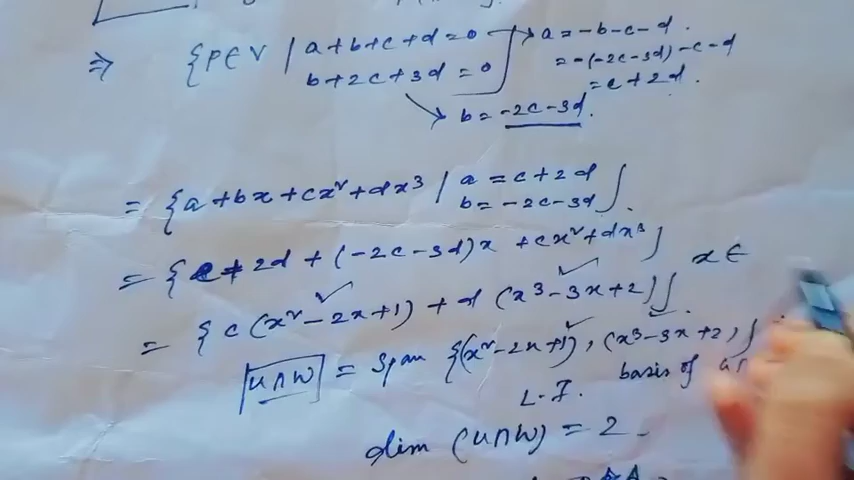 ⇒ {P∈V | a+b+c+d=0 → a = -b-c-d.
= -(-2c-3d)-c-d
b+2c+3d=0
= c+2d.
→ b = -2c-3d.
= {a+bx+cx²+dx³ | a = c+2d
b = -2c-3d}.
= {c+2d+(-2c-3d)x +cx²+dx³}
x ∈
= {c(x²-2x+1)+d(x³-3x+2)}.
U∩W = Span {(x²-2x+1), (x³-3x+2)}
L.I. basis of
dim (U∩W) = 2.